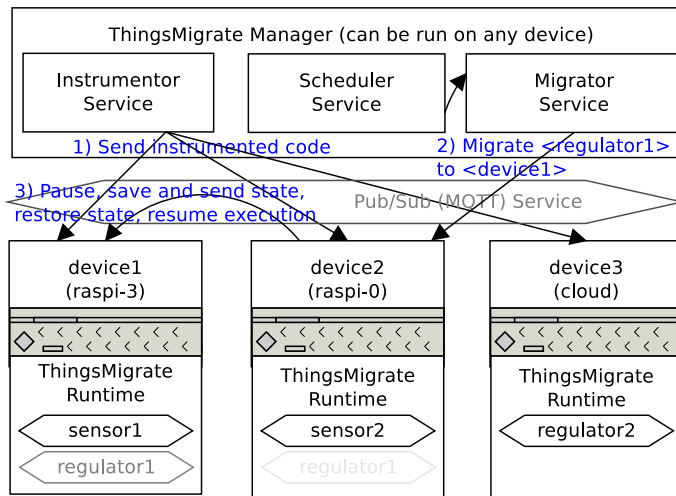 ThingsMigrate Manager (can be run on any device)
Instrumentor
Service
Scheduler
Service
Migrator
Service
1) Send instrumented code
2) Migrate <regulator1>
to <device1>
3) Pause, save and send state,
restore state, resume execution
Pub/Sub (MQTT) Service
device1
(raspi-3)
device2
(raspi-0)
device3
(cloud)
ThingsMigrate
Runtime
ThingsMigrate
Runtime
ThingsMigrate
Runtime
sensor1
sensor2
regulator2
regulator1
regulator1